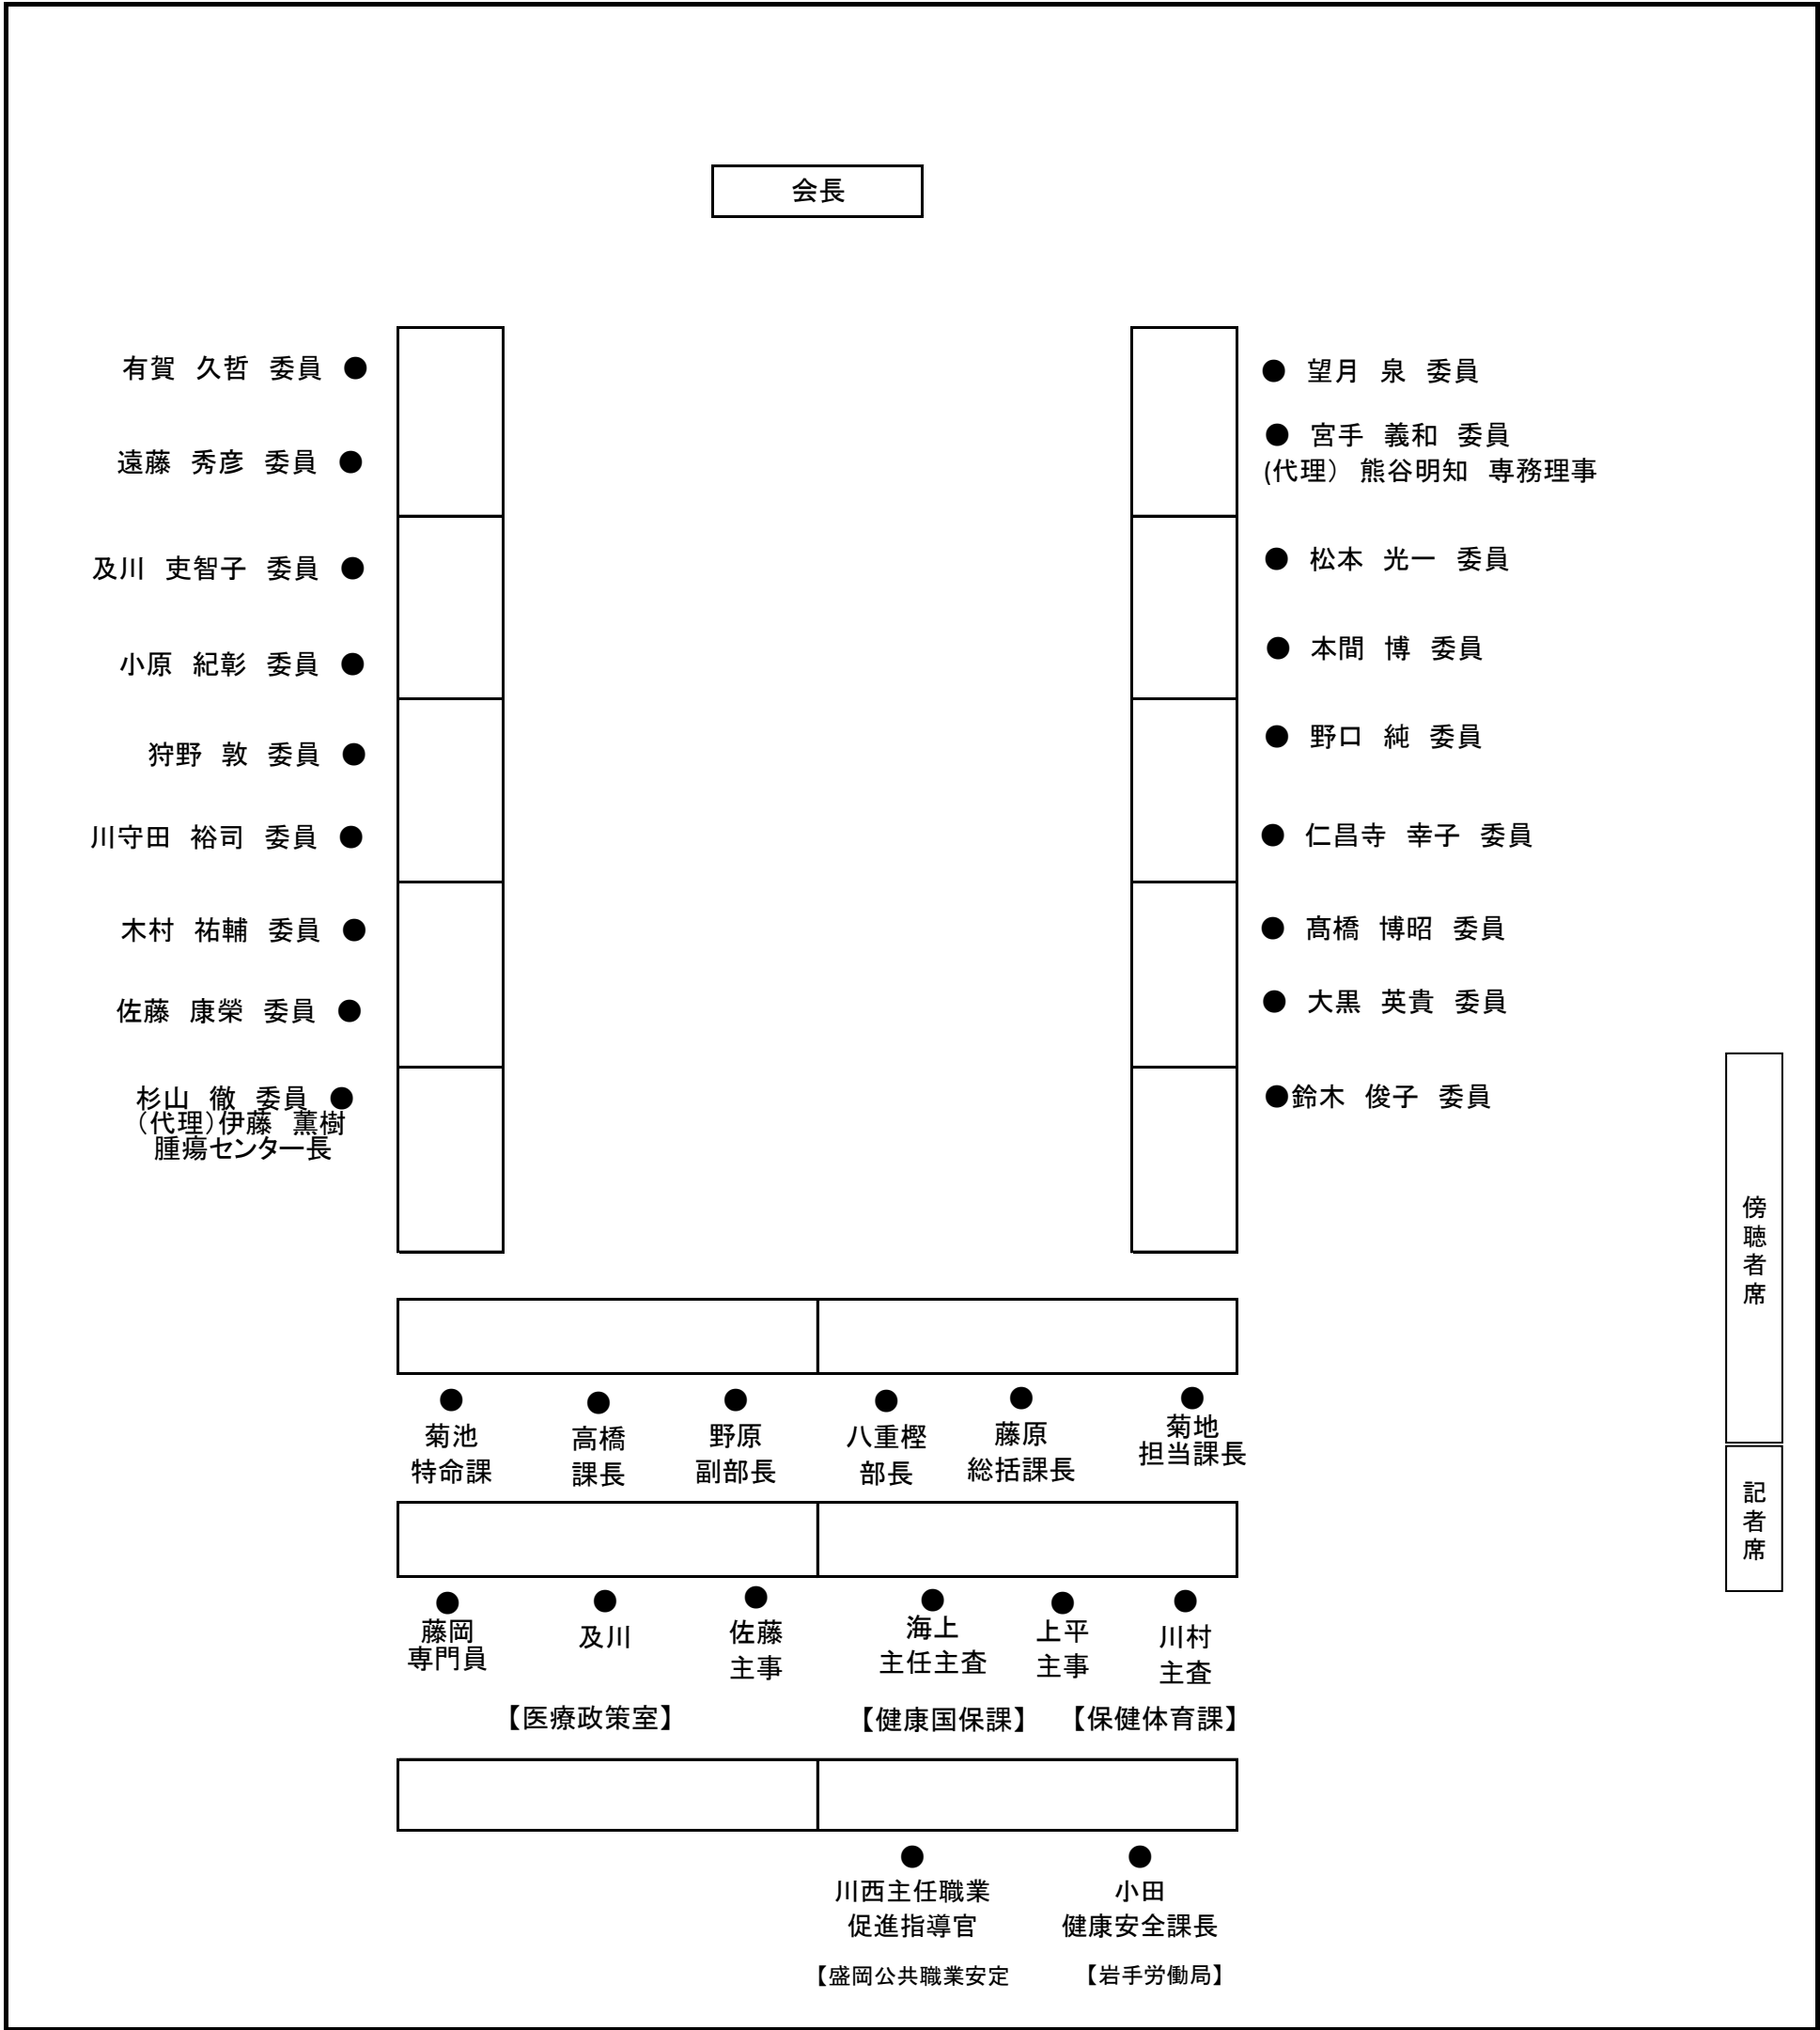 会長
有賀 久哲 委員 ●
遠藤 秀彦 委員 ●
及川 吏智子 委員 ●
小原 紀彰 委員 ●
狩野 敦 委員 ●
川守田 裕司 委員 ●
木村 祐輔 委員 ●
佐藤 康榮 委員 ●
杉山 徹 委員 ●
（代理）伊藤 薫樹
腫瘍センター長
● 望月 泉 委員
● 宮手 義和 委員
(代理） 熊谷明知 専務理事
● 松本 光一 委員
● 本間 博 委員
● 野口 純 委員
● 仁昌寺 幸子 委員
● 髙橋 博昭 委員
● 大黒 英貴 委員
●鈴木 俊子 委員
傍聴者席
記者席
● ● ● ● ● ●
菊池 高橋 野原 八重樫 藤原 菊地
特命課 課長 副部長 部長 総括課長 担当課長
● ● ● ● ● ●
藤岡 及川 佐藤 海上 上平 川村
専門員 主事 主任主査 主事 主査
【医療政策室】 【健康国保課】 【保健体育課】
● ●
川西主任職業 小田
促進指導官 健康安全課長
【盛岡公共職業安定 【岩手労働局】